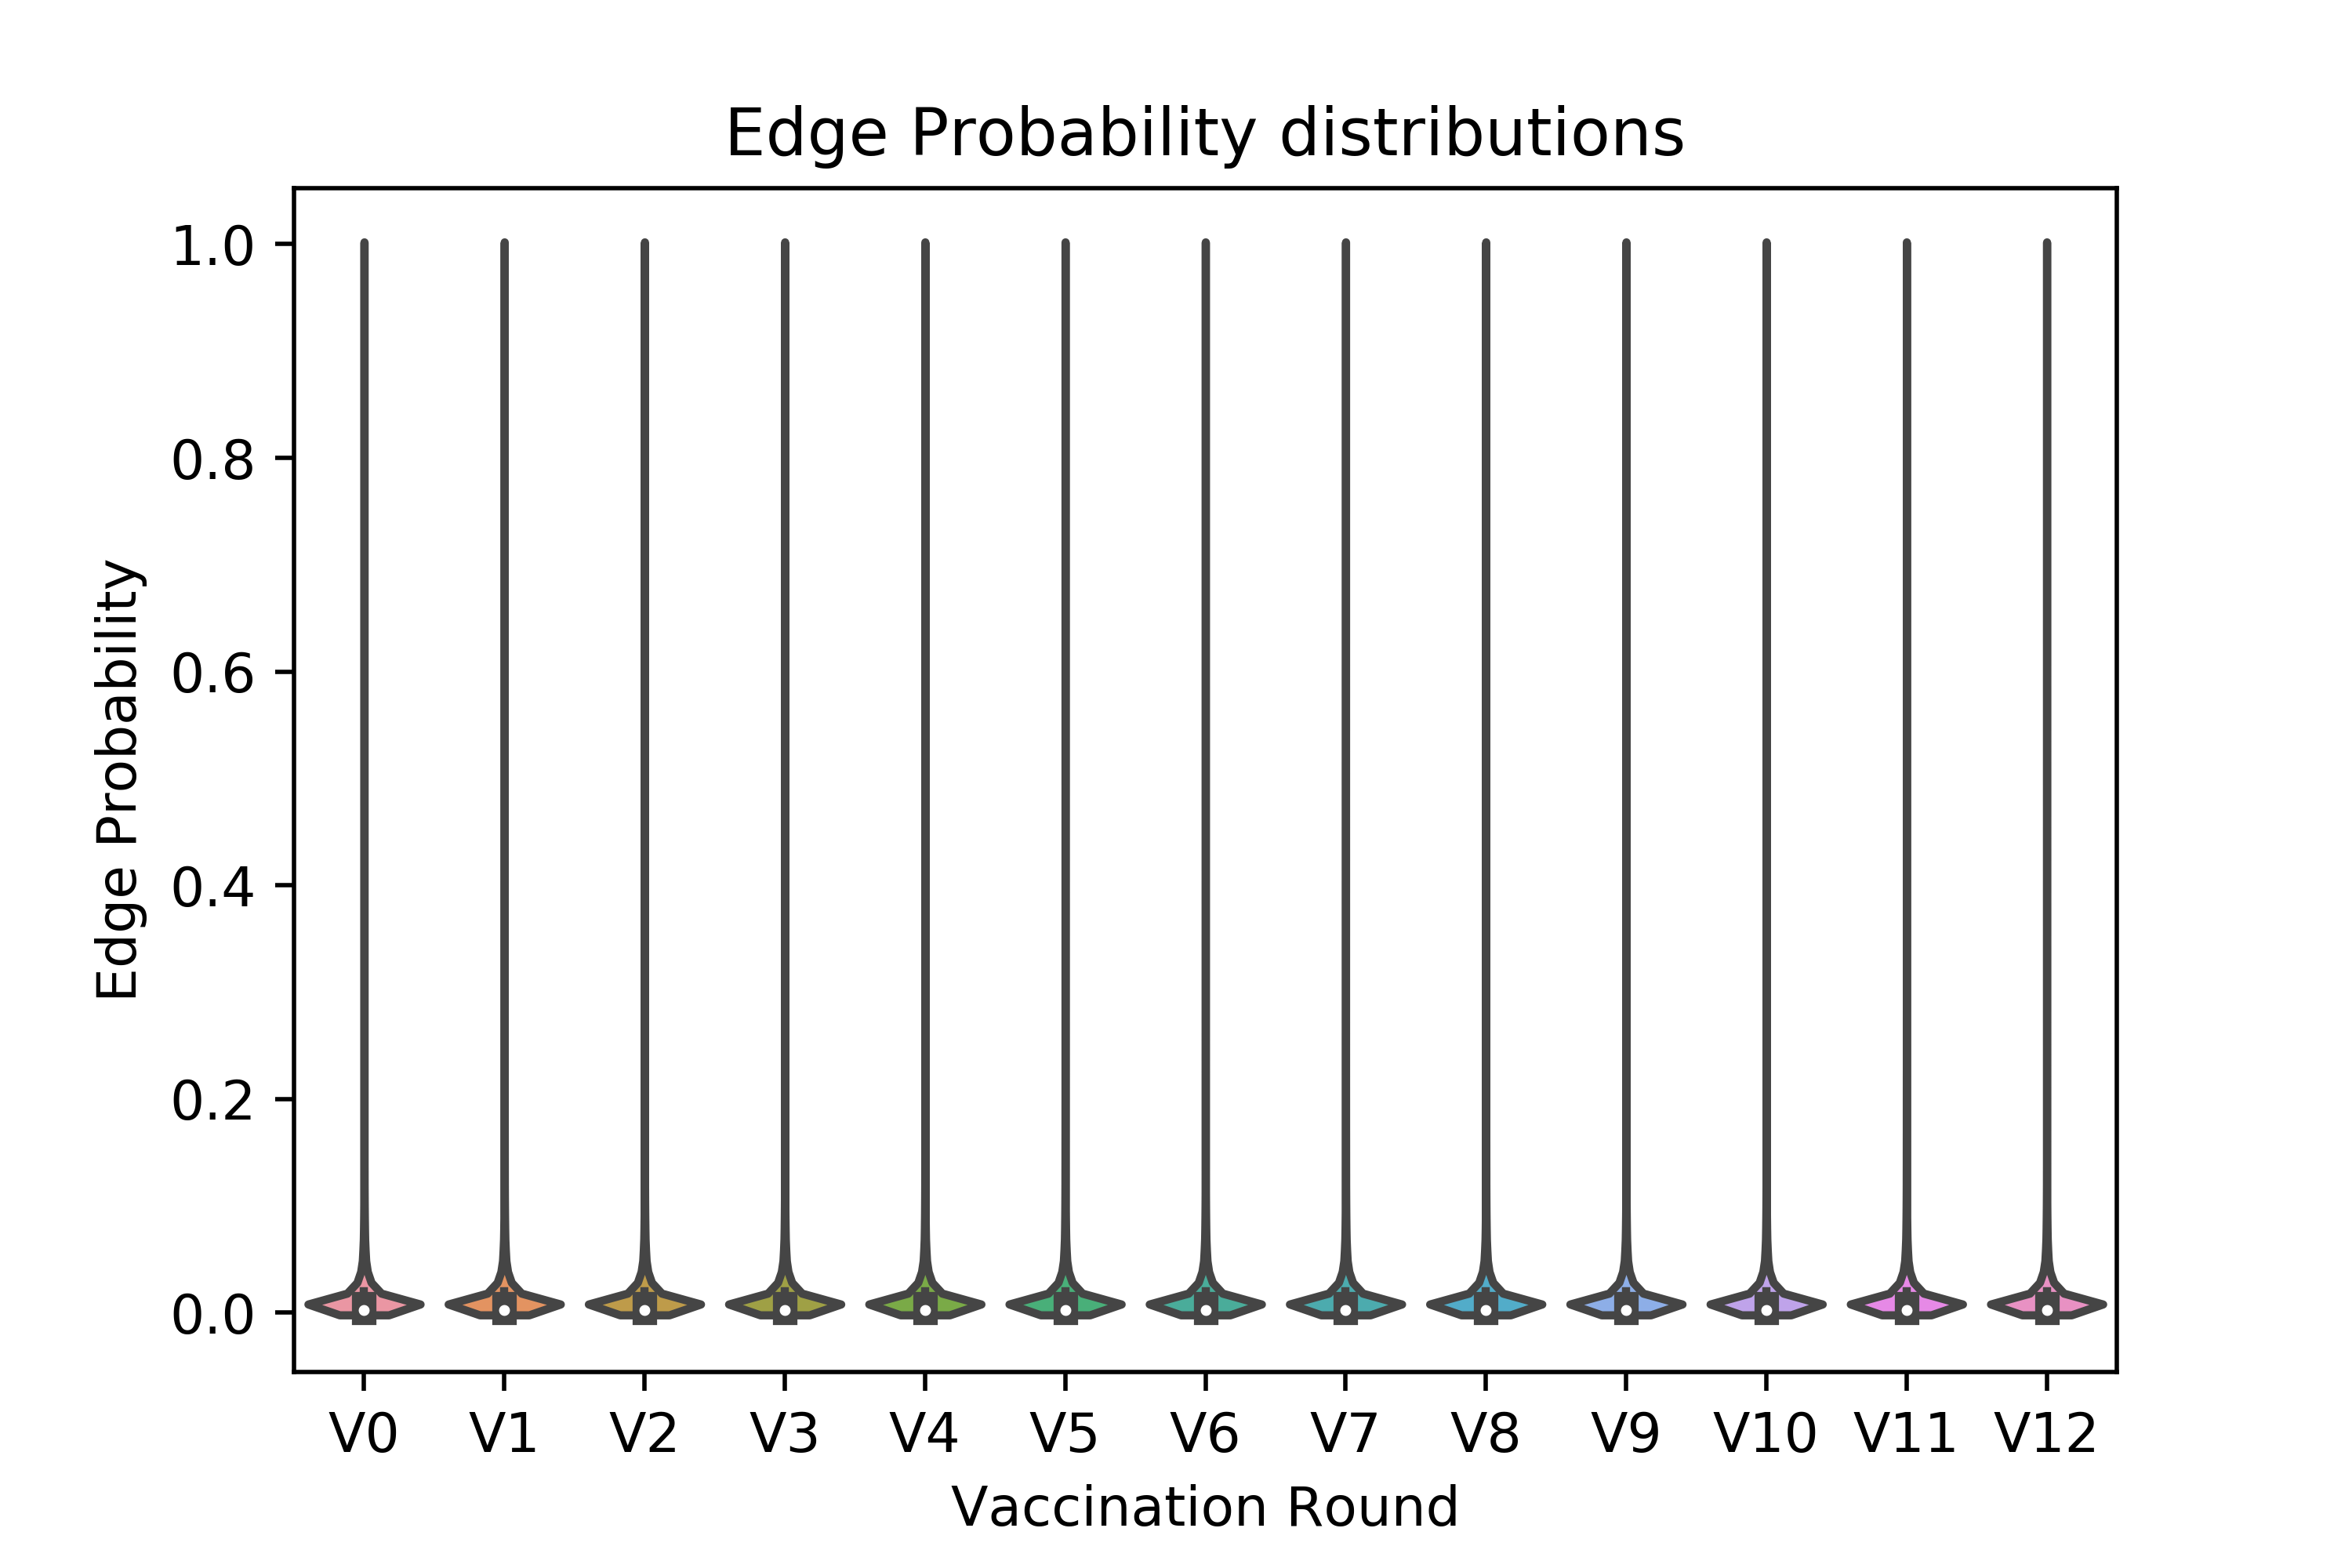 Edge Probability distributions
1.0
0.8
0.6
0.4
0.2
0.0
Edge Probability
V0 V1 V2 V3 V4 V5 V6 V7 V8 V9 V10 V11 V12
Vaccination Round